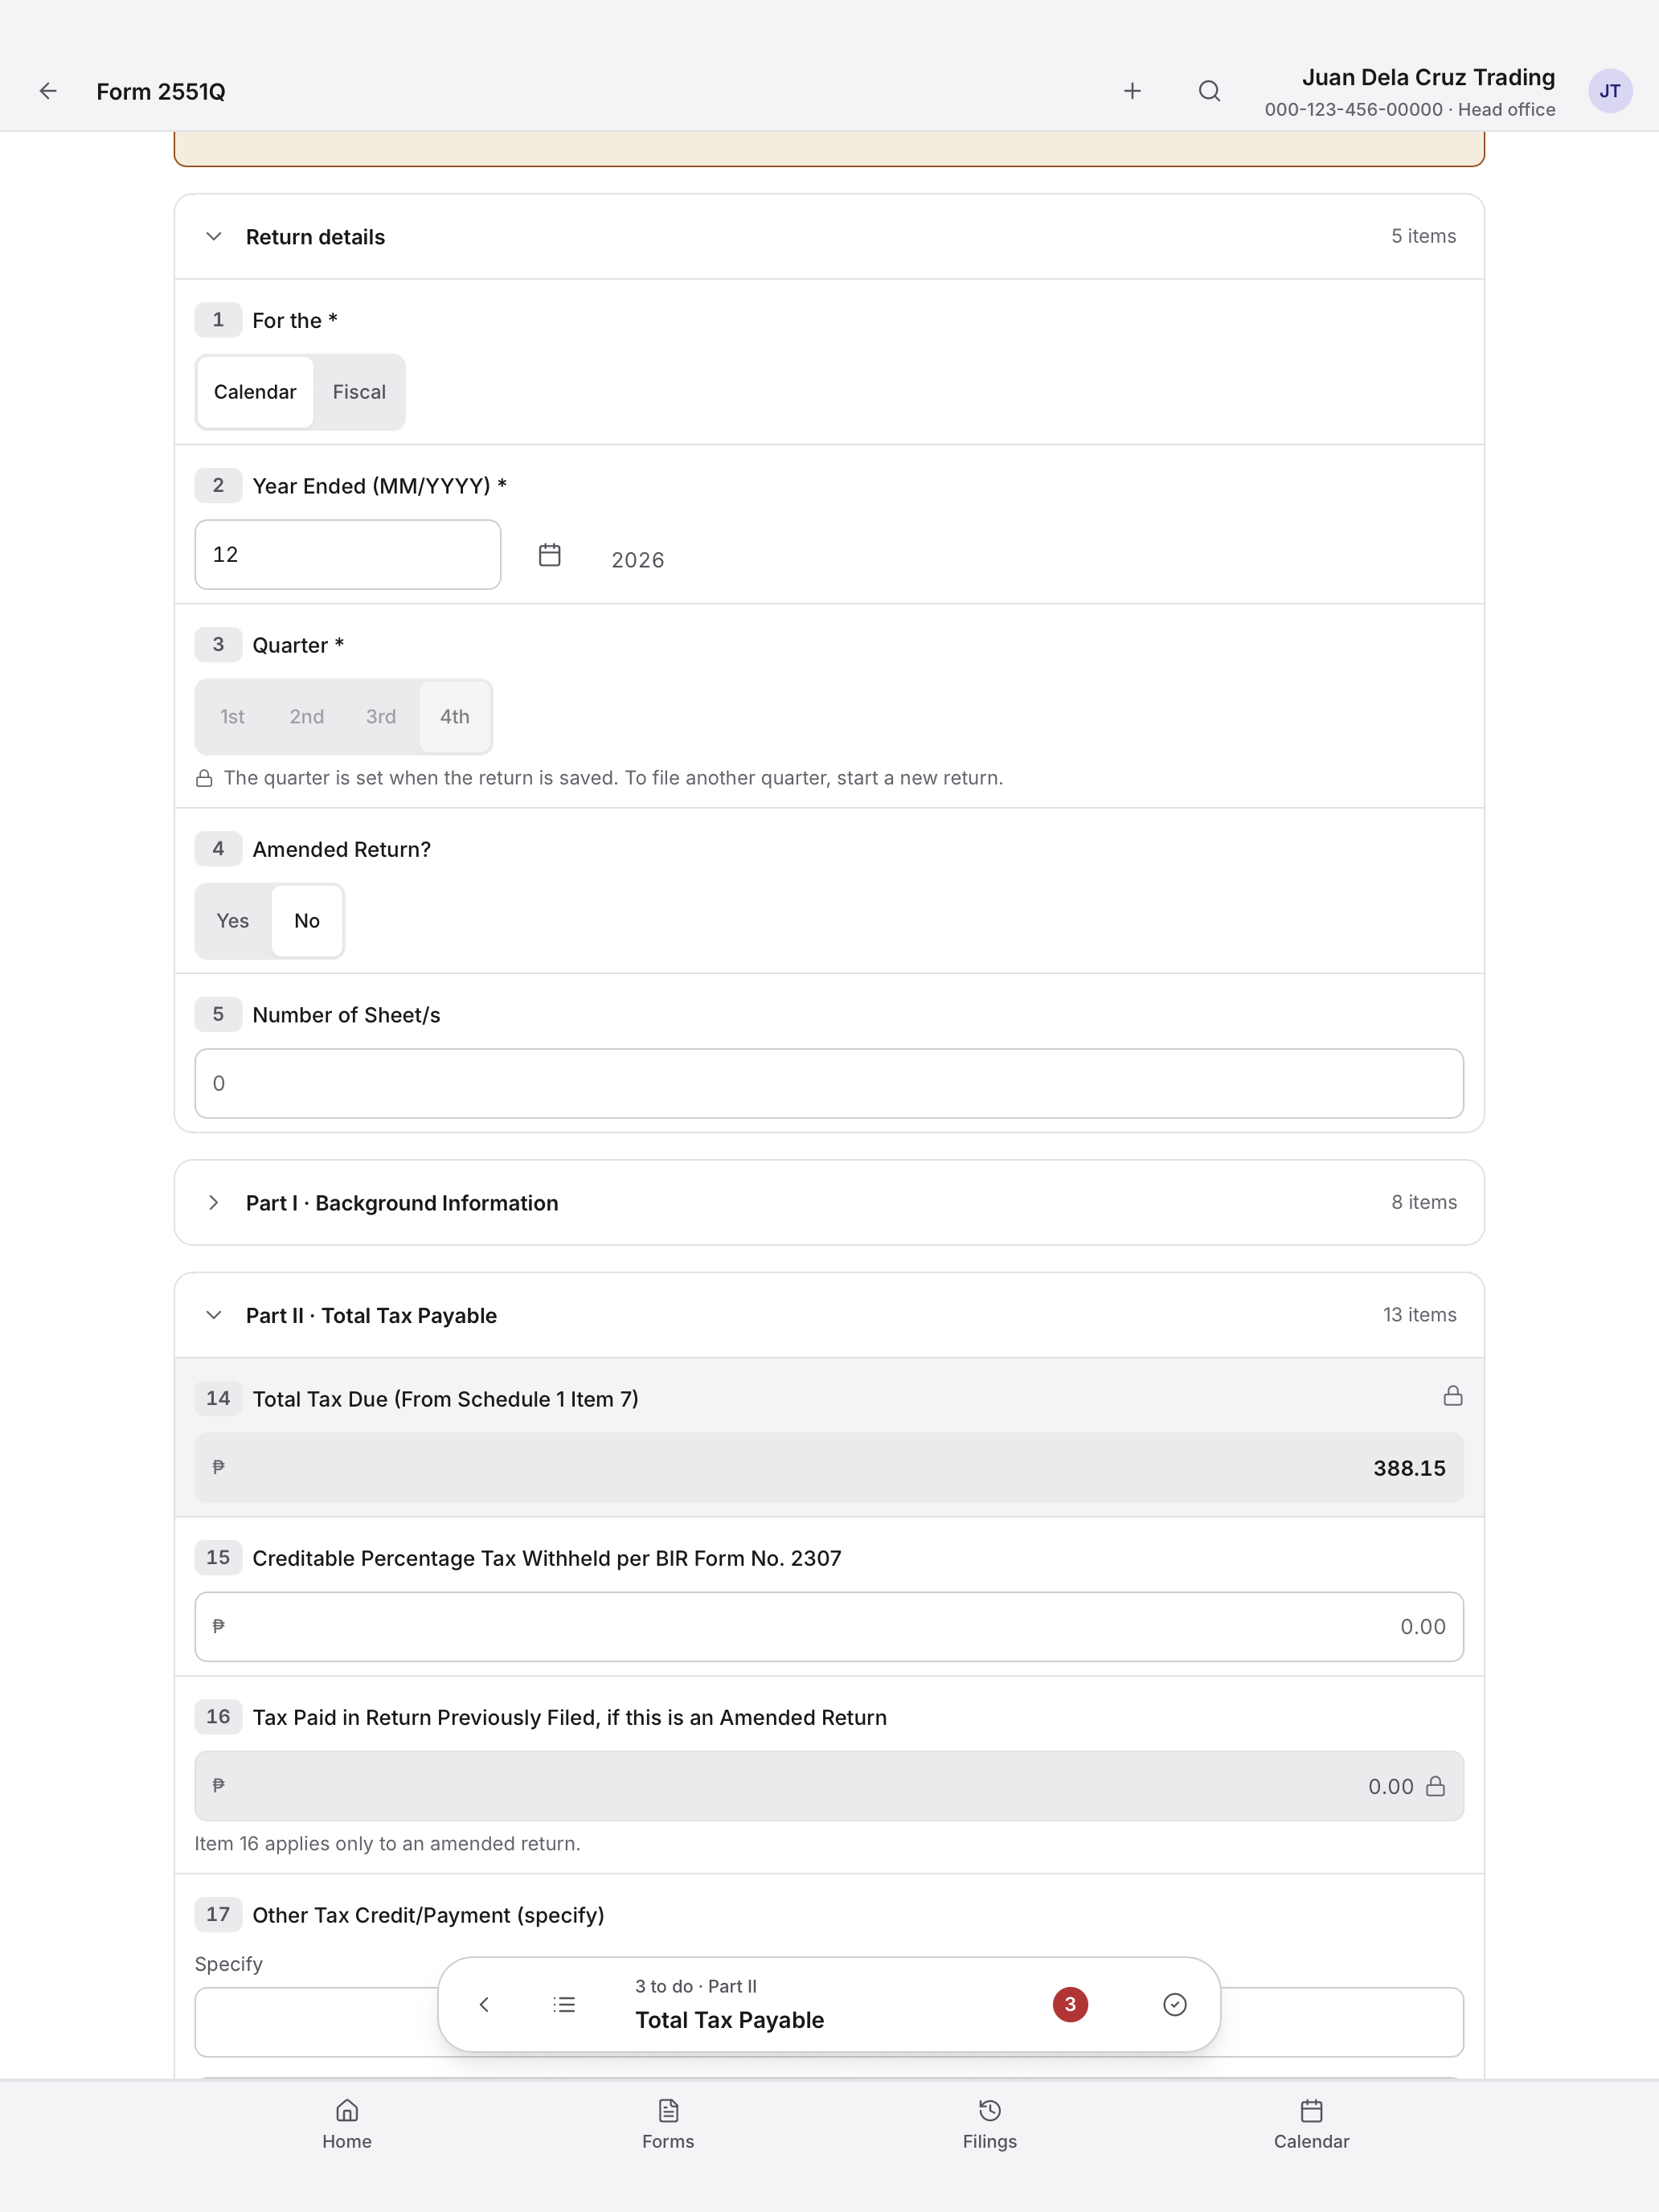 Form 2551Q
Juan Dela Cruz Trading
000-123-456-00000 · Head office
JT
Return details
5 items
1 For the *
Calendar Fiscal
2 Year Ended (MM/YYYY) *
12 2026
3 Quarter *
1st 2nd 3rd 4th
The quarter is set when the return is saved. To file another quarter, start a new return.
4 Amended Return?
Yes No
5 Number of Sheet/s
0
Part I · Background Information
8 items
Part II · Total Tax Payable
13 items
14 Total Tax Due (From Schedule 1 Item 7)
₱ 388.15
15 Creditable Percentage Tax Withheld per BIR Form No. 2307
₱ 0.00
16 Tax Paid in Return Previously Filed, if this is an Amended Return
₱ 0.00
Item 16 applies only to an amended return.
17 Other Tax Credit/Payment (specify)
Specify
3 to do · Part II
Total Tax Payable
3
Home Forms Filings Calendar